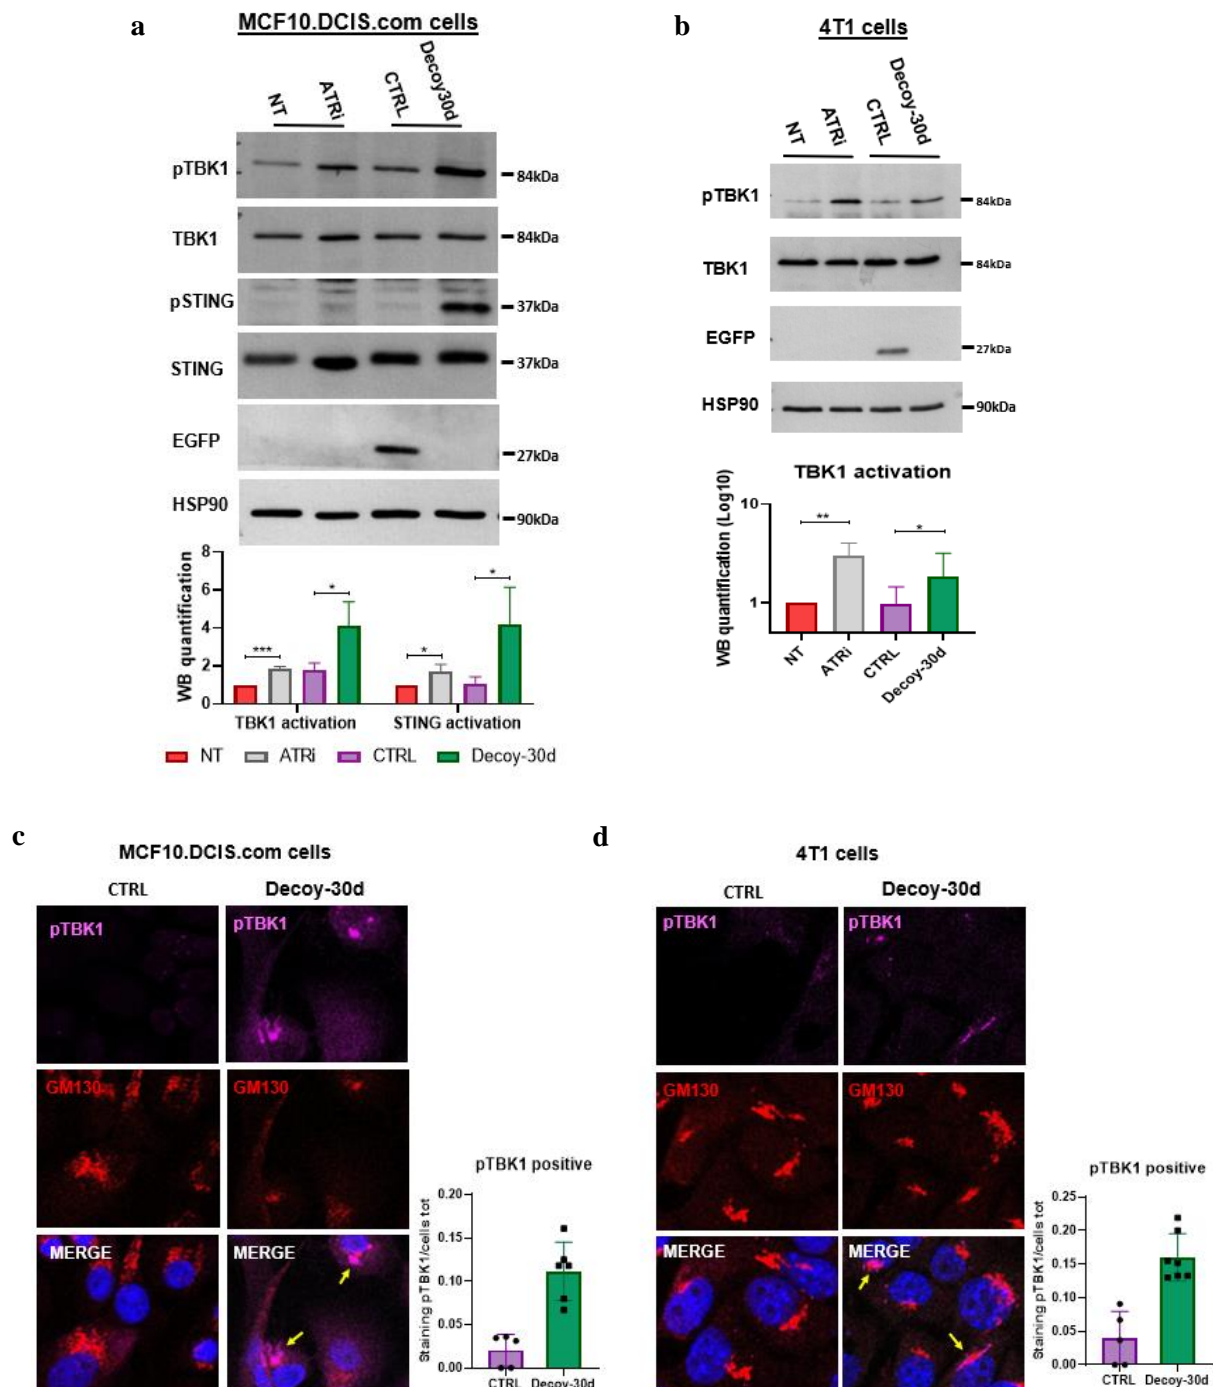 a
MCF10.DCIS.com cells
NT
ATRi
CTRL
Decoy30d
pTBK1
84kDa
TBK1
84kDa
pSTING
37kDa
STING
37kDa
EGFP
27kDa
HSP90
90kDa
WB quantification
8
6
4
2
0
***
*
*
*
TBK1 activation
STING activation
NT
ATRi
CTRL
Decoy-30d
b
4T1 cells
NT
ATRi
CTRL
Decoy-30d
pTBK1
84kDa
TBK1
84kDa
EGFP
27kDa
HSP90
90kDa
TBK1 activation
WB quantification (Log10)
10
1
**
*
NT
ATRi
CTRL
Decoy-30d
c
MCF10.DCIS.com cells
CTRL
Decoy-30d
pTBK1
pTBK1
GM130
GM130
MERGE
MERGE
pTBK1 positive
Staining pTBK1/cells tot
0.20
0.15
0.10
0.05
0.00
CTRL
Decoy-30d
d
4T1 cells
CTRL
Decoy-30d
pTBK1
pTBK1
GM130
GM130
MERGE
MERGE
pTBK1 positive
Staining pTBK1/cells tot
0.25
0.20
0.15
0.10
0.05
0.00
CTRL
Decoy-30d